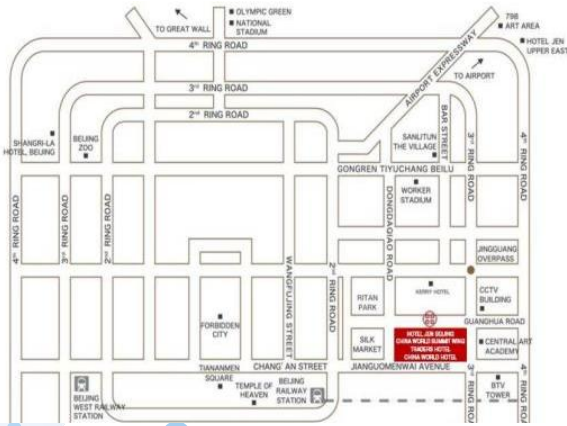 OLYMPIC GREEN
NATIONAL
STADIUM
TO GREAT WALL
798
ART AREA
HOTEL JEN
UPPER EAST
4th RING ROAD
AIRPORT EXPRESSWAY
TO AIRPORT
3rd RING ROAD
2nd RING ROAD
BAR STREET
3rd RING ROAD
4th RING ROAD
SHANGRI-LA
HOTEL, BEIJING
BEIJING
ZOO
SANLITUN
THE VILLAGE
GONGREN TIYUCHANG BEILU
WORKER
STADIUM
DONGDAQIAO ROAD
4th RING ROAD
3rd RING ROAD
2nd RING ROAD
WANGFUJING STREET
2nd RING ROAD
JINGGUANG
OVERPASS
KERRY HOTEL
CCTV
BUILDING
RITAN
PARK
GUANGHUA ROAD
FORBIDDEN
CITY
SILK
MARKET
HOTEL JEN BEIJING
CHINA WORLD SUMMIT WING
TRADERS HOTEL
CHINA WORLD HOTEL
CENTRAL ART
ACADEMY
TIANANMEN
SQUARE
CHANG' AN STREET
JIANGUOMENWAI AVENUE
BEIJING
WEST RAILWAY
STATION
TEMPLE OF
HEAVEN
BEIJING
RAILWAY
STATION
3rd RING ROAD
BTV
TOWER
4th RING ROAD